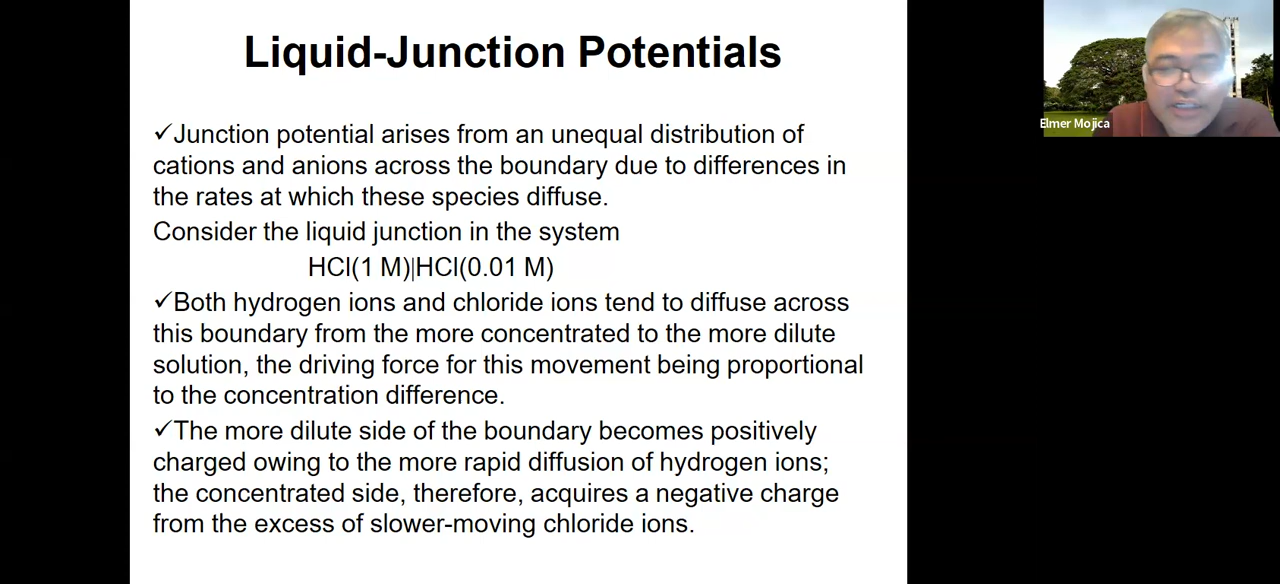 Liquid-Junction Potentials
✓Junction potential arises from an unequal distribution of
cations and anions across the boundary due to differences in
the rates at which these species diffuse.
Consider the liquid junction in the system
HCl(1 M)|HCl(0.01 M)
✓Both hydrogen ions and chloride ions tend to diffuse across
this boundary from the more concentrated to the more dilute
solution, the driving force for this movement being proportional
to the concentration difference.
✓The more dilute side of the boundary becomes positively
charged owing to the more rapid diffusion of hydrogen ions;
the concentrated side, therefore, acquires a negative charge
from the excess of slower-moving chloride ions.
Elmer Mojica